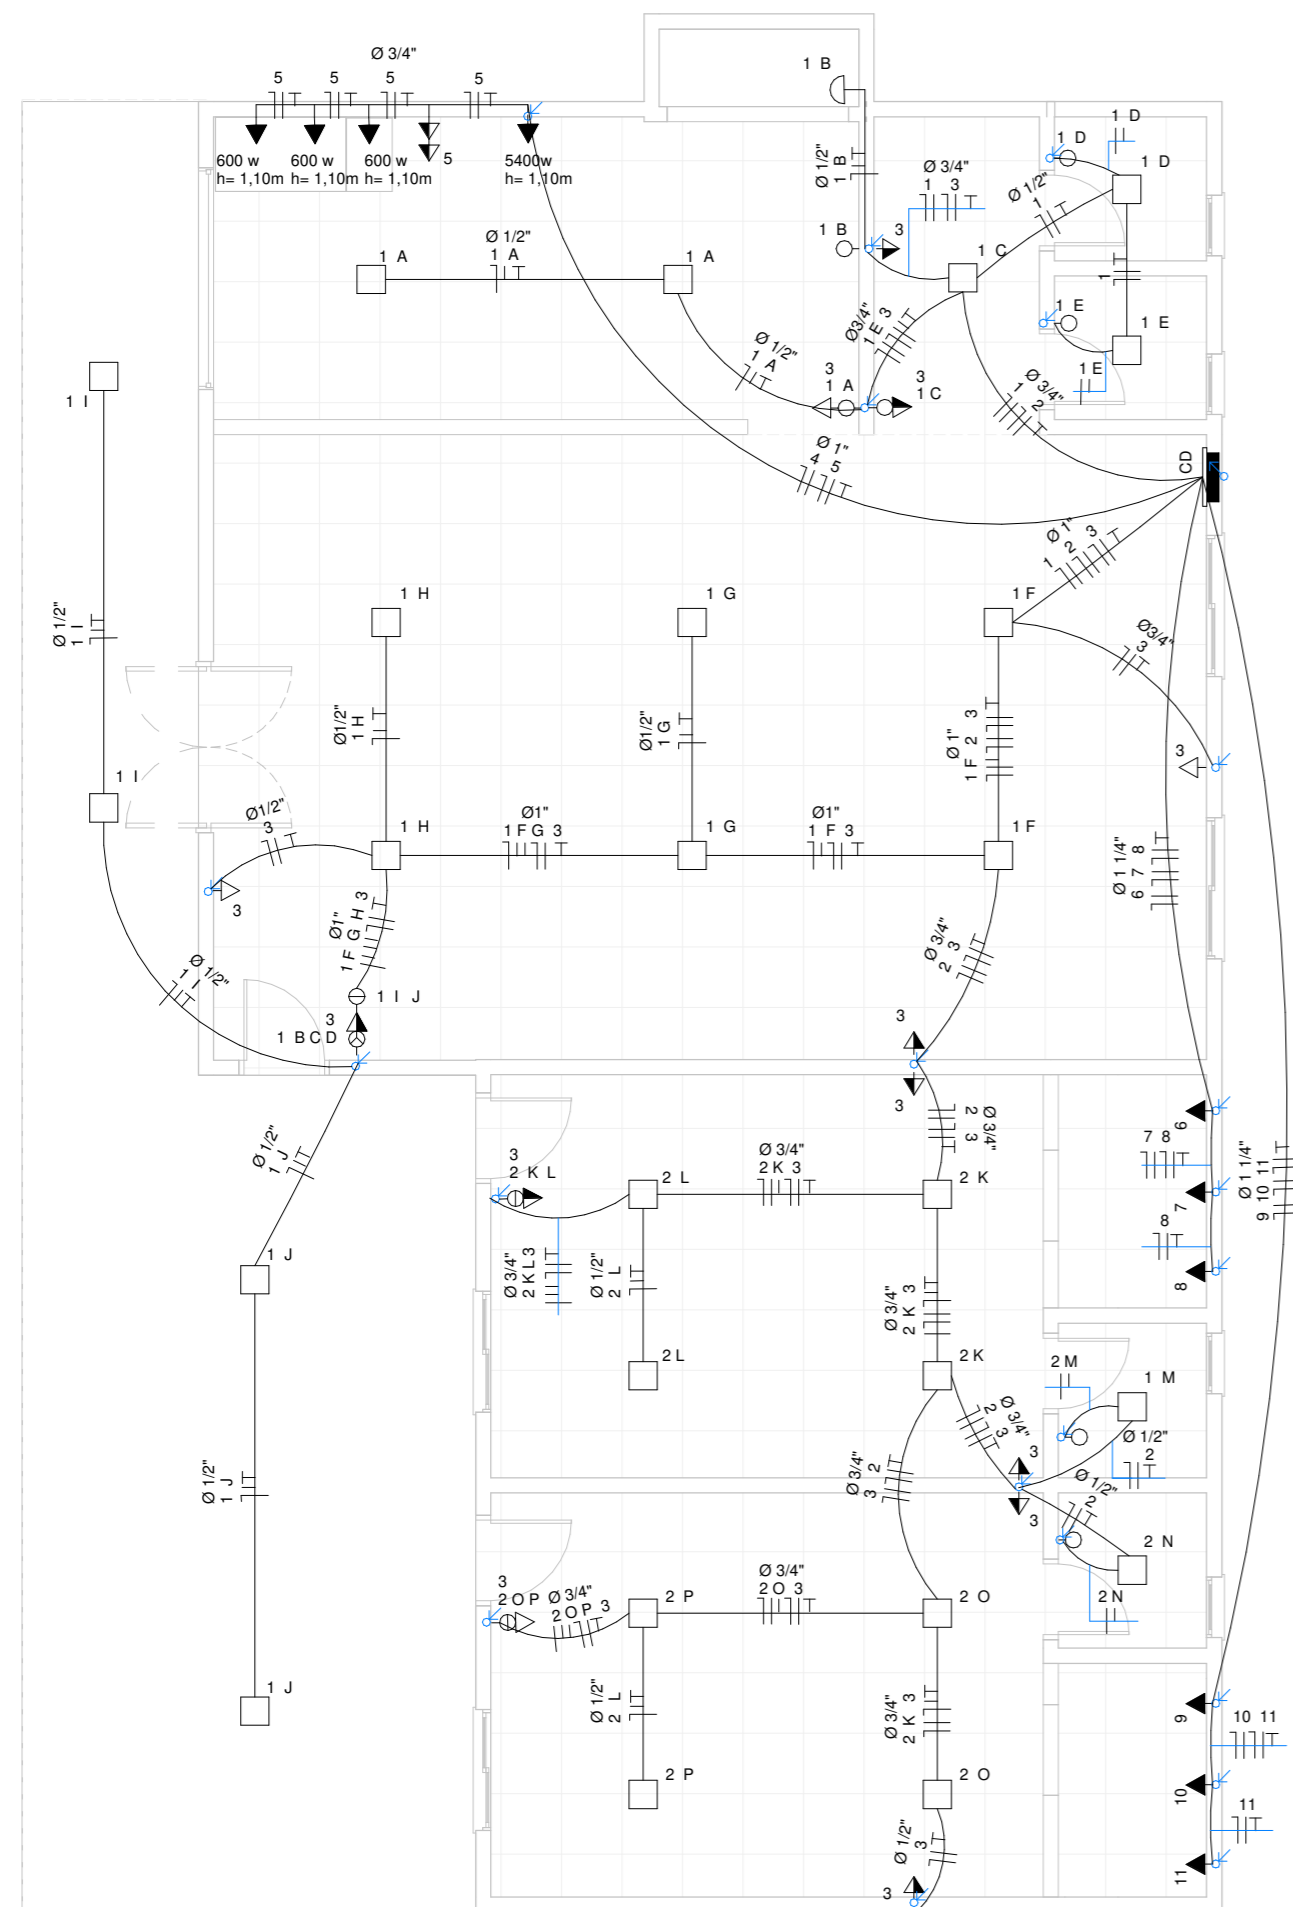 Ø 3/4"
5
5
5
5
600 w
h= 1,10m
600 w
h= 1,10m
600 w
h= 1,10m
5
5400w
h= 1,10m
1 B
Ø 1/2"
1 B
1 B
3
Ø 3/4"
1 3
1 D
1 D
1 D
Ø 1/2"
1
1 C
1
1 E
1 E
1E
1 A
Ø 1/2"
1 A
1 A
Ø 1/2"
1 A
Ø3/4"
1 E 3
3
1 A
3
1 C
Ø 3/4"
1 2
Ø 1"
4 5
CD
1 I
Ø 1/2"
1 I
1 I
Ø 1"
1 2 3
1 H
1 G
1 F
Ø3/4"
3
3
Ø1/2"
1 H
Ø1/2"
1 G
Ø 1"
1 F 2 3
Ø1/2"
3
3
1 H
Ø1"
1 F G 3
1 G
Ø1"
1 F 3
1 F
Ø 1 1/4"
6 7 8
Ø1"
1 F G H 3
Ø 3/4"
2 3
Ø 1/2"
1 I
1 I J
3
1 B C D
3
3
Ø 1/2"
1 J
Ø 3/4"
2 3
6
7 8
7
8
8
Ø 1 1/4"
9 10 11
3
2 K L
2 L
Ø 3/4"
2 K 3
2 K
Ø 3/4"
2 K L 3
Ø 1/2"
2 L
Ø 3/4"
2 K 3
1 J
2 L
2 K
2 M
1 M
Ø 3/4"
2 3
Ø 1/2"
2
3
3
Ø 1/2"
2
Ø 3/4"
3 2
2 N
2 N
Ø 1/2"
1 J
3
2 O P
Ø 3/4"
2 O P 3
2 P
Ø 3/4"
2 O 3
2 O
1 J
Ø 1/2"
2 L
Ø 3/4"
2 K 3
9
10 11
10
11
11
2 P
2 O
Ø 1/2"
3
3